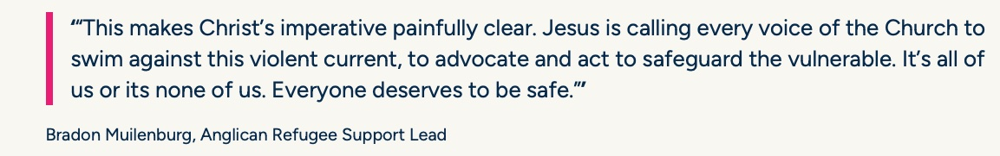 “‘“This makes Christ’s imperative painfully clear. Jesus is calling every voice of the Church to
swim against this violent current, to advocate and act to safeguard the vulnerable. It’s all of
us or its none of us. Everyone deserves to be safe.”’”
Bradon Muilenburg, Anglican Refugee Support Lead